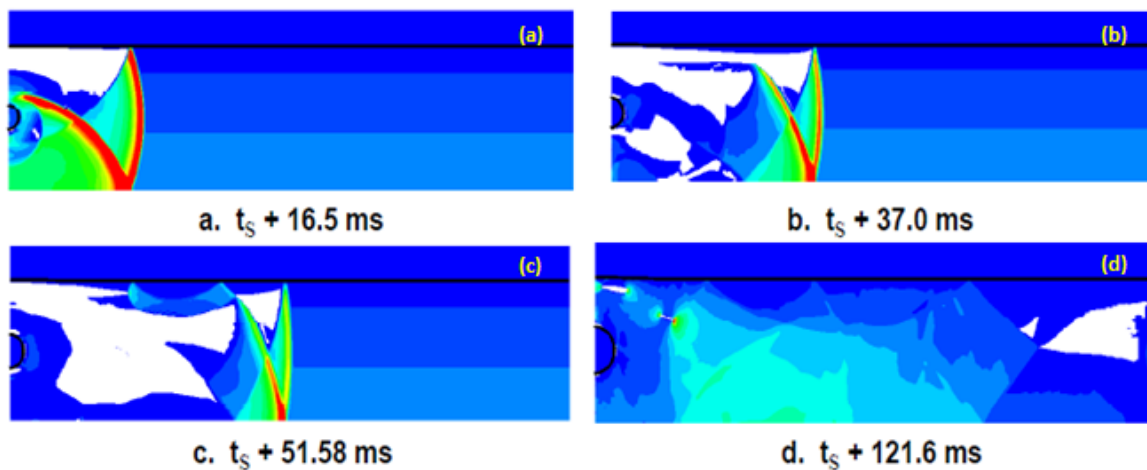 (a)
(b)
a. tₛ + 16.5 ms
b. tₛ + 37.0 ms
(c)
(d)
c. tₛ + 51.58 ms
d. tₛ + 121.6 ms